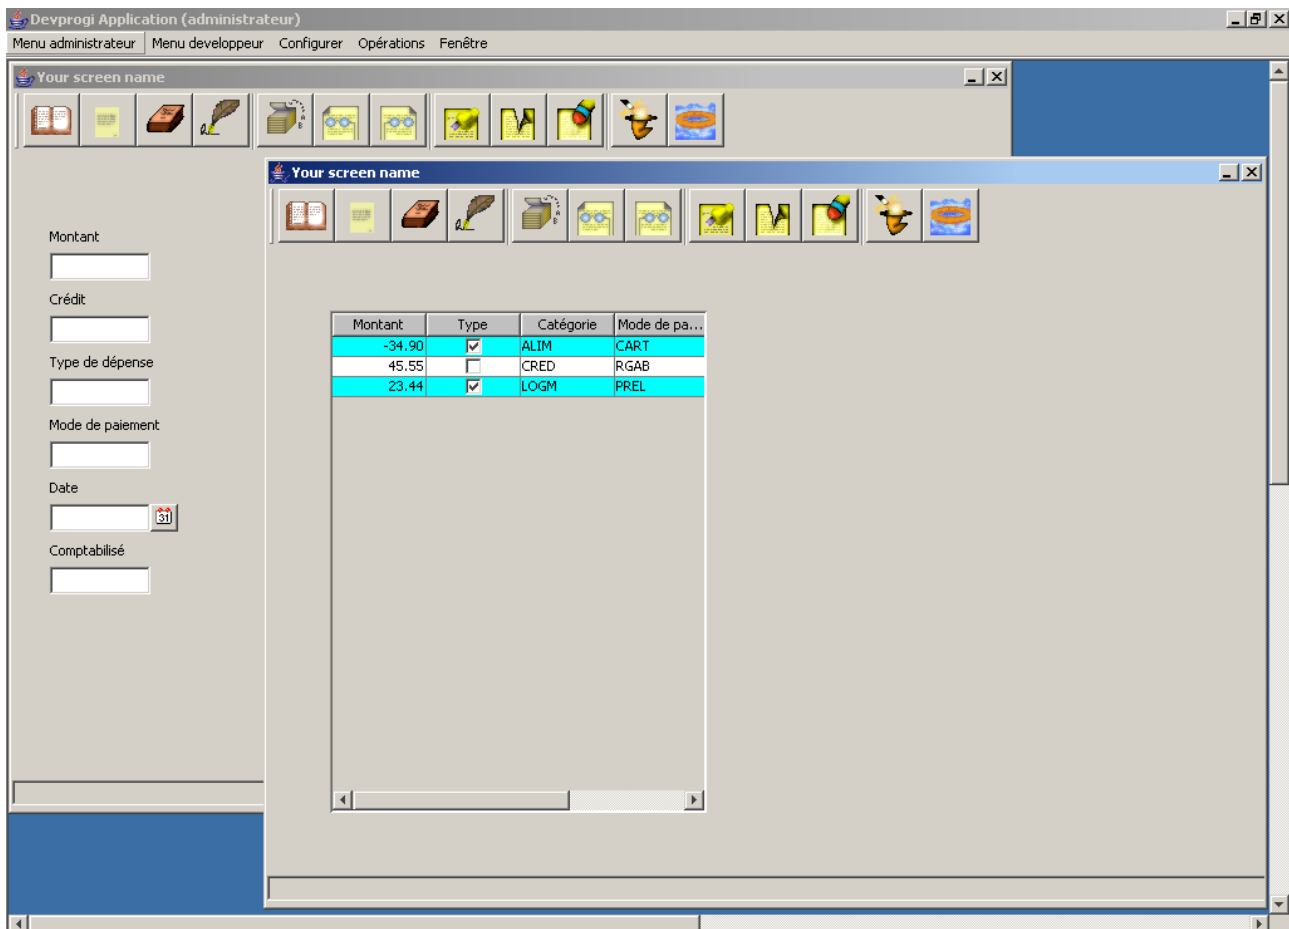 Devprogi Application (administrateur)
Menu administrateur Menu developpeur Configurer Opérations Fenêtre
Your screen name
Your screen name
Montant
Crédit
Type de dépense
Mode de paiement
Date
31
Comptabilisé
Montant Type Catégorie Mode de pa...
-34.90 ALIM CART
45.55 CRED RGAB
23.44 LOGM PREL